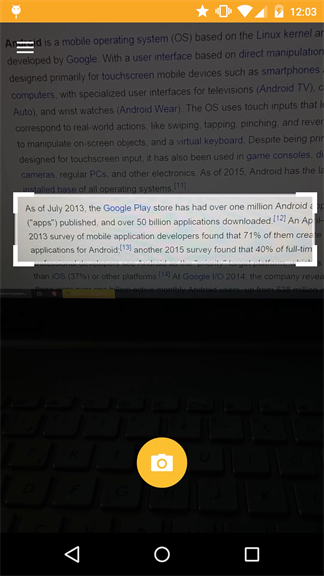 12:03
Android is a mobile operating system (OS) based on the Linux kernel
developed by Google. With a user interface based on direct manipulation
designed primarily for touchscreen mobile devices such as smartphones
computers, with specialized user interfaces for televisions (Android TV),
Auto), and wrist watches (Android Wear). The OS uses touch inputs that
correspond to real-world actions, like swiping, tapping, pinching, and
to manipulate on-screen objects, and a virtual keyboard. Despite being
designed for touchscreen input, it has also been used in game consoles,
cameras, regular PCs, and other electronics. As of 2015, Android has the
installed base of all operating systems.[11]
As of July 2013, the Google Play store has had over one million Android
("apps") published, and over 50 billion applications downloaded.[12] An
2013 survey of mobile application developers found that 71% of them create
applications for Android;[13] another 2015 survey found that 40% of full-tim
than iOS (37%) or other platforms.[14] At Google I/O 2014, the company